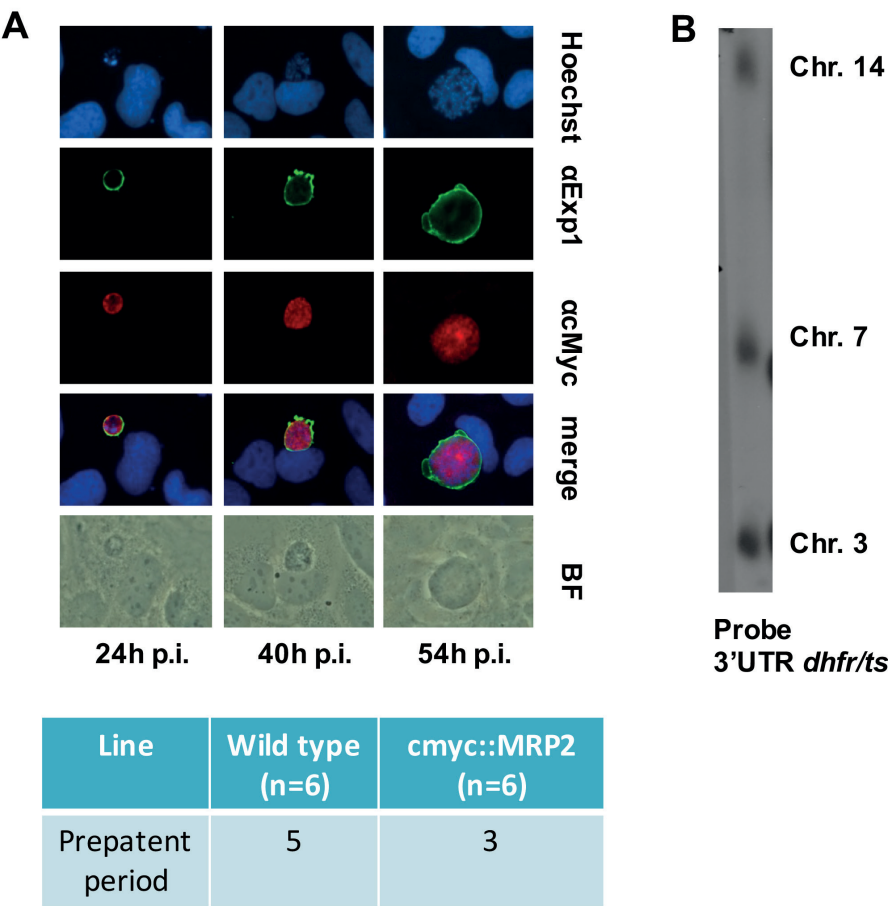 A
Hoechst
αExp1
αcMyc
merge
BF
24h p.i.
40h p.i.
54h p.i.
B
Chr. 14
Chr. 7
Chr. 3
Probe
3’UTR dhfr/ts
Line
Wild type
(n=6)
cmyc::MRP2
(n=6)
Prepatent
period
5
3